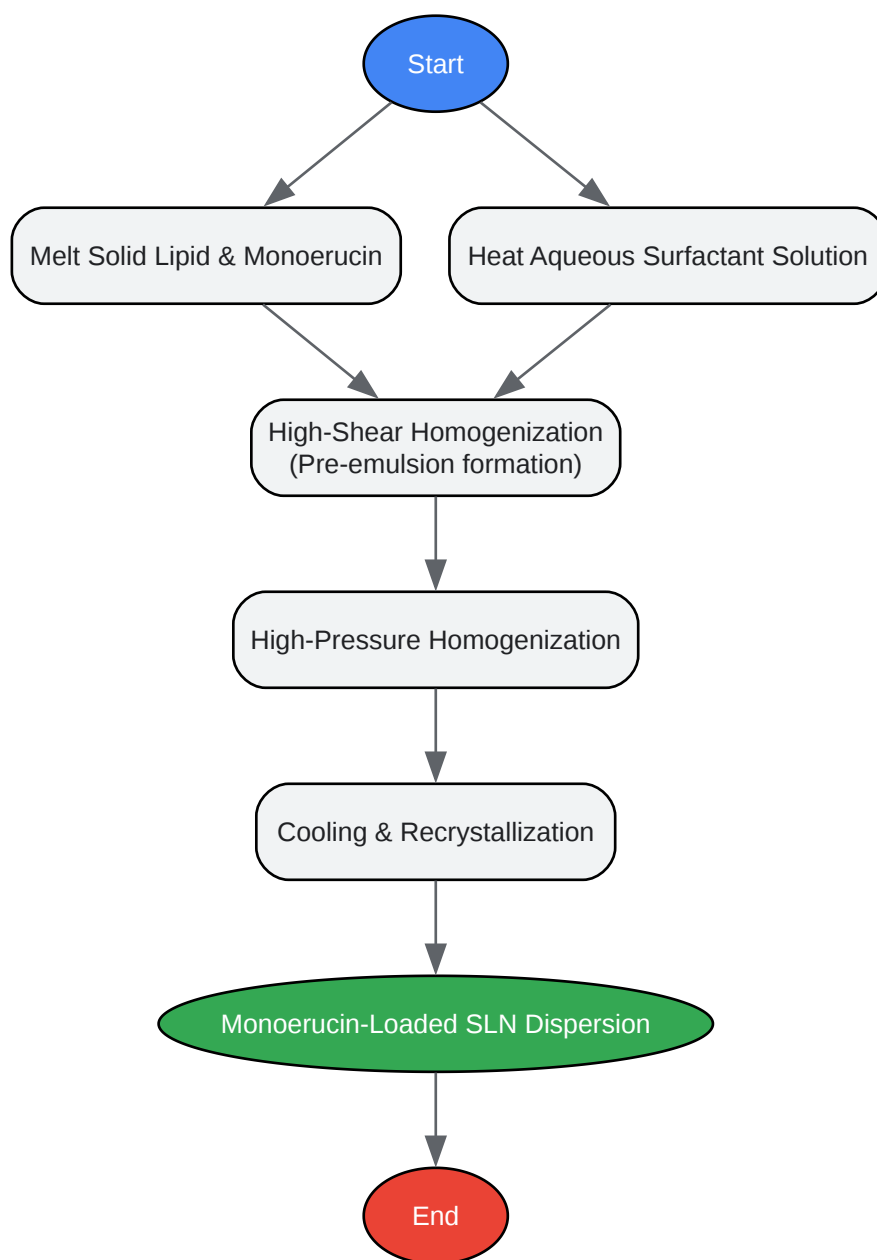 Start
Melt Solid Lipid & Monoerucin
Heat Aqueous Surfactant Solution
High-Shear Homogenization
(Pre-emulsion formation)
High-Pressure Homogenization
Cooling & Recrystallization
Monoerucin-Loaded SLN Dispersion
End